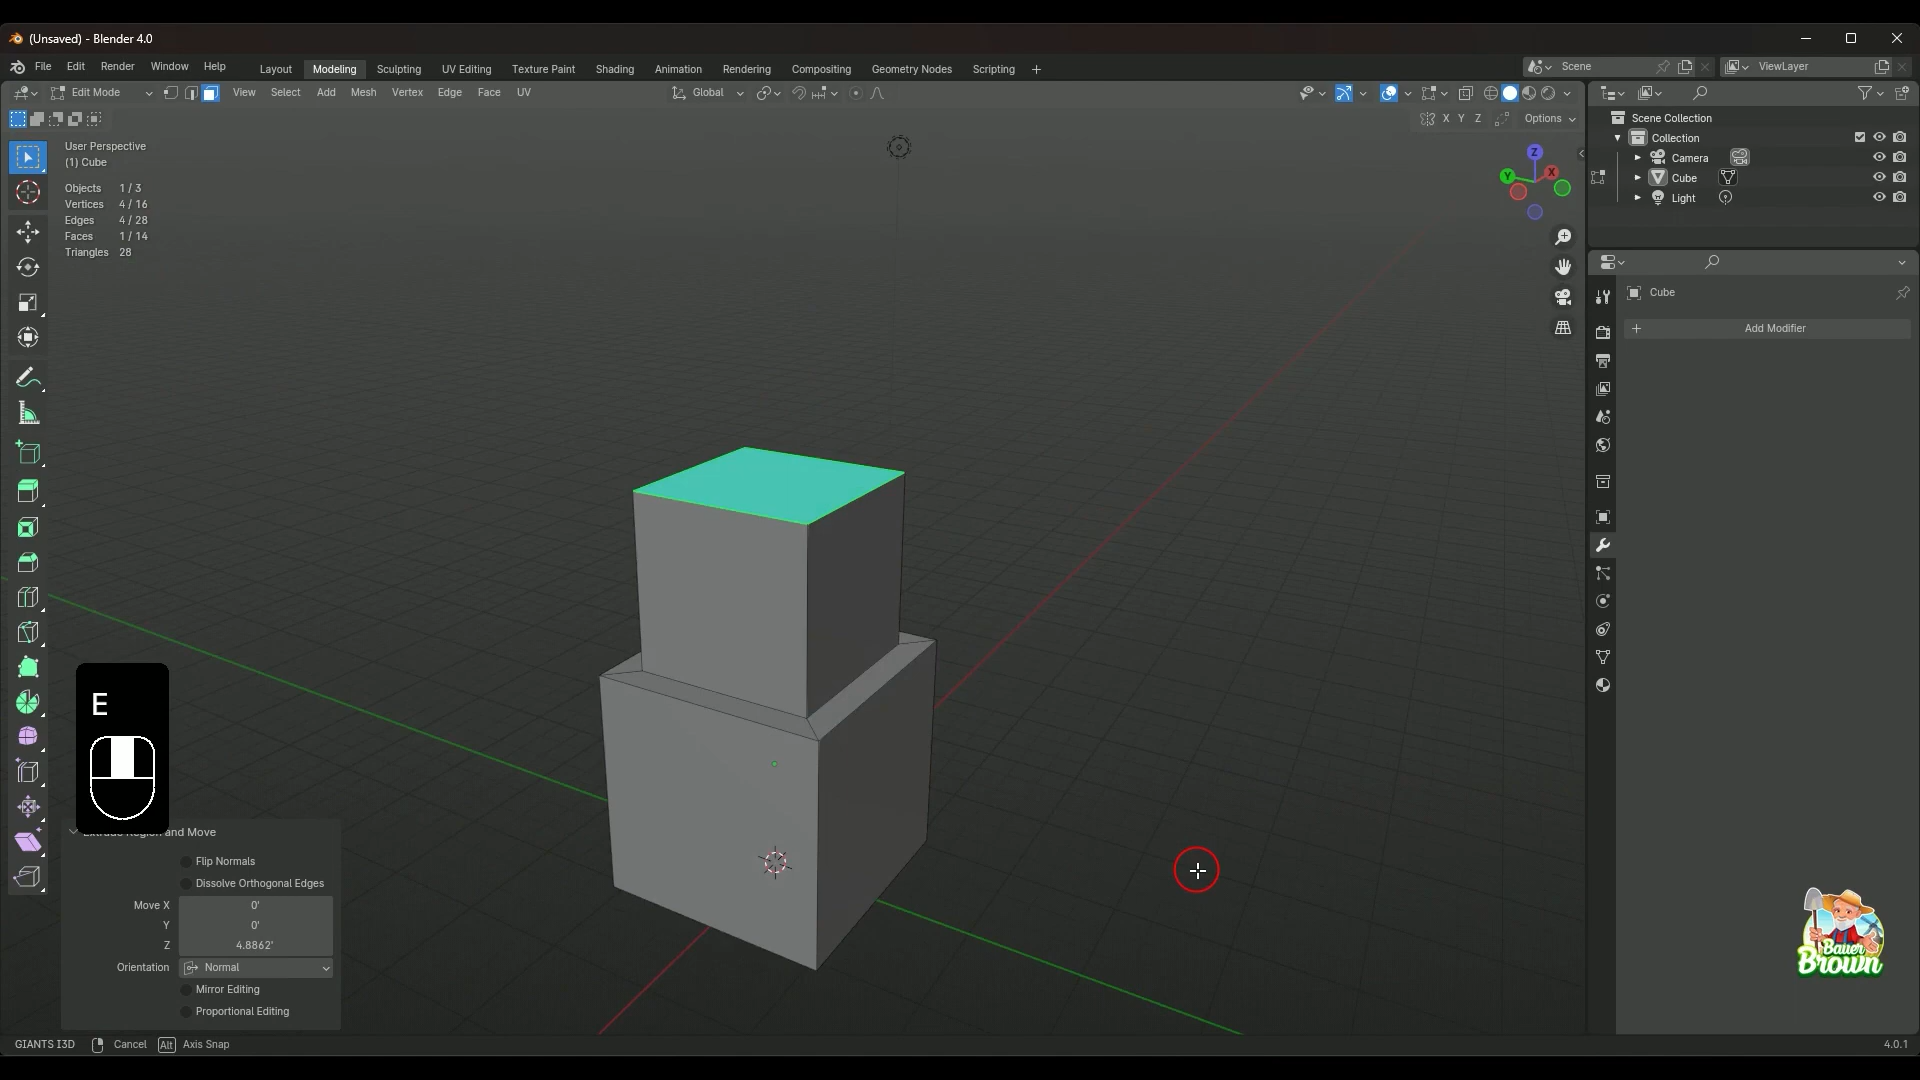 (Unsaved) - Blender 4.0
File Edit Render Window Help Layout Modeling Sculpting UV Editing Texture Paint Shading Animation Rendering Compositing Geometry Nodes Scripting + Scene ViewLayer
Edit Mode View Select Add Mesh Vertex Edge Face UV Global
X Y Z Options
User Perspective
(1) Cube
Objects 1 / 3
Vertices 4 / 16
Edges 4 / 28
Faces 1 / 14
Triangles 28
Z
Y
X
Scene Collection
Collection
Camera
Cube
Light
Cube
+ Add Modifier
E
Extrude Region and Move
Flip Normals
Dissolve Orthogonal Edges
Move X 0'
Y 0'
Z 4.8862'
Orientation Normal
Mirror Editing
Proportional Editing
Bauer
Brown
GIANTS I3D Cancel Alt Axis Snap 4.0.1